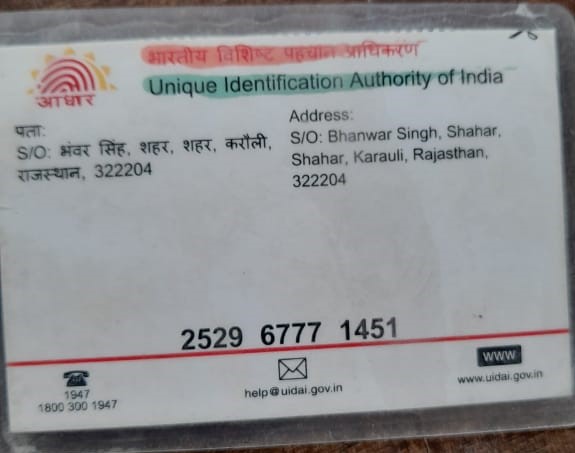 भारतीय विशिष्ट पहचान प्राधिकरण
Unique Identification Authority of India
आधार
पता:
S/O: भंवर सिंह, शहर, शहर, करौली,
राजस्थान, 322204
Address:
S/O: Bhanwar Singh, Shahar,
Shahar, Karauli, Rajasthan,
322204
2529 6777 1451
1947
1800 300 1947
help@uidai.gov.in
WWW
www.uidai.gov.in